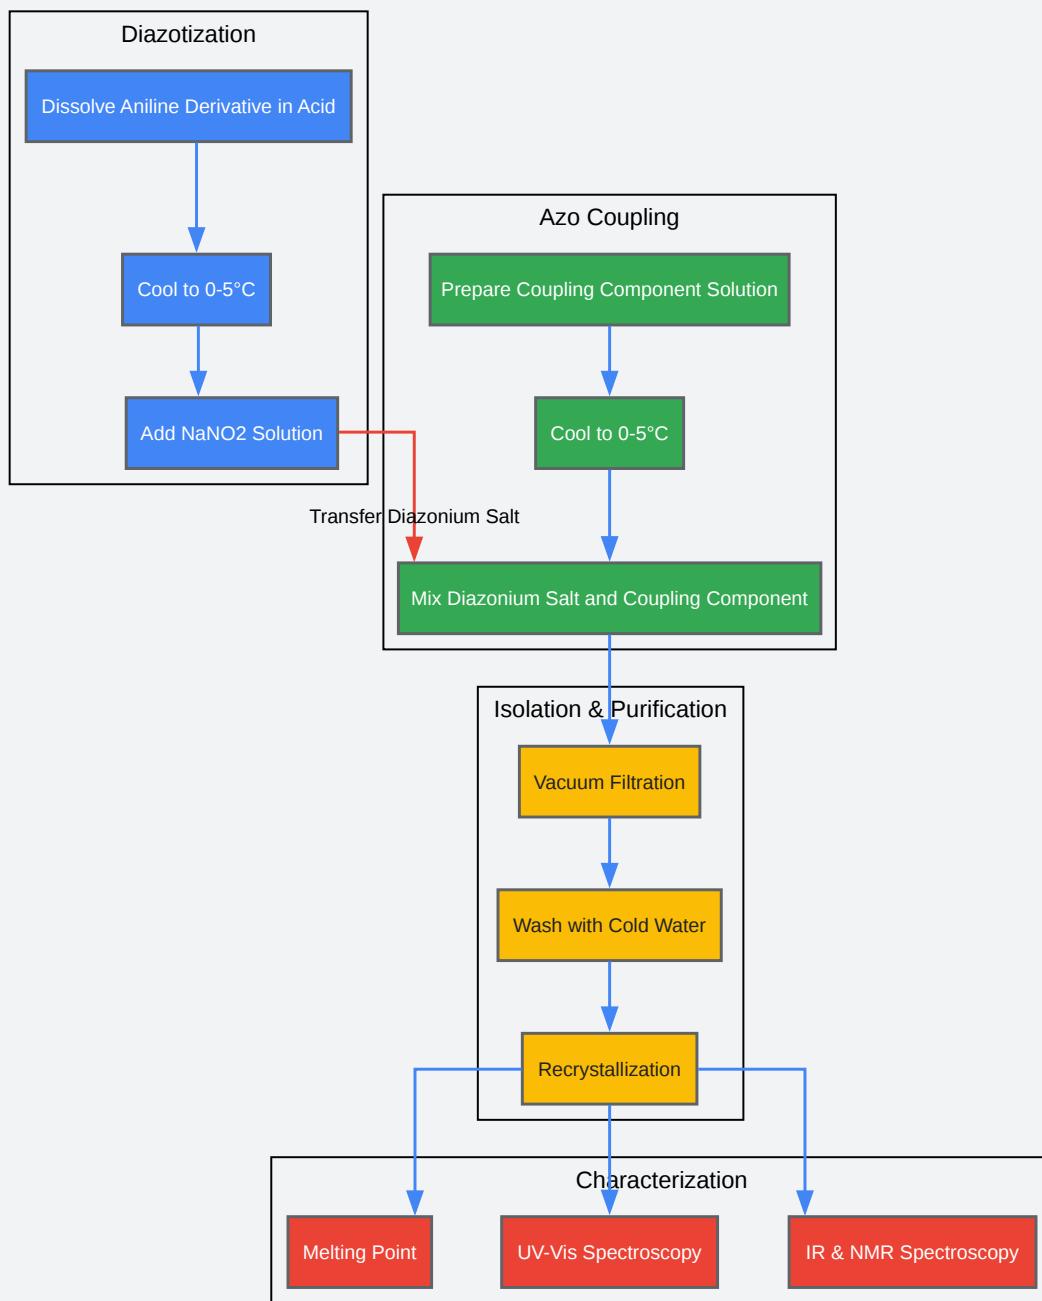 Diazotization
Dissolve Aniline Derivative in Acid
Cool to 0-5°C
Add NaNO2 Solution
Azo Coupling
Prepare Coupling Component Solution
Cool to 0-5°C
Transfer Diazonium Salt
Mix Diazonium Salt and Coupling Component
Isolation & Purification
Vacuum Filtration
Wash with Cold Water
Recrystallization
Characterization
Melting Point
UV-Vis Spectroscopy
IR & NMR Spectroscopy